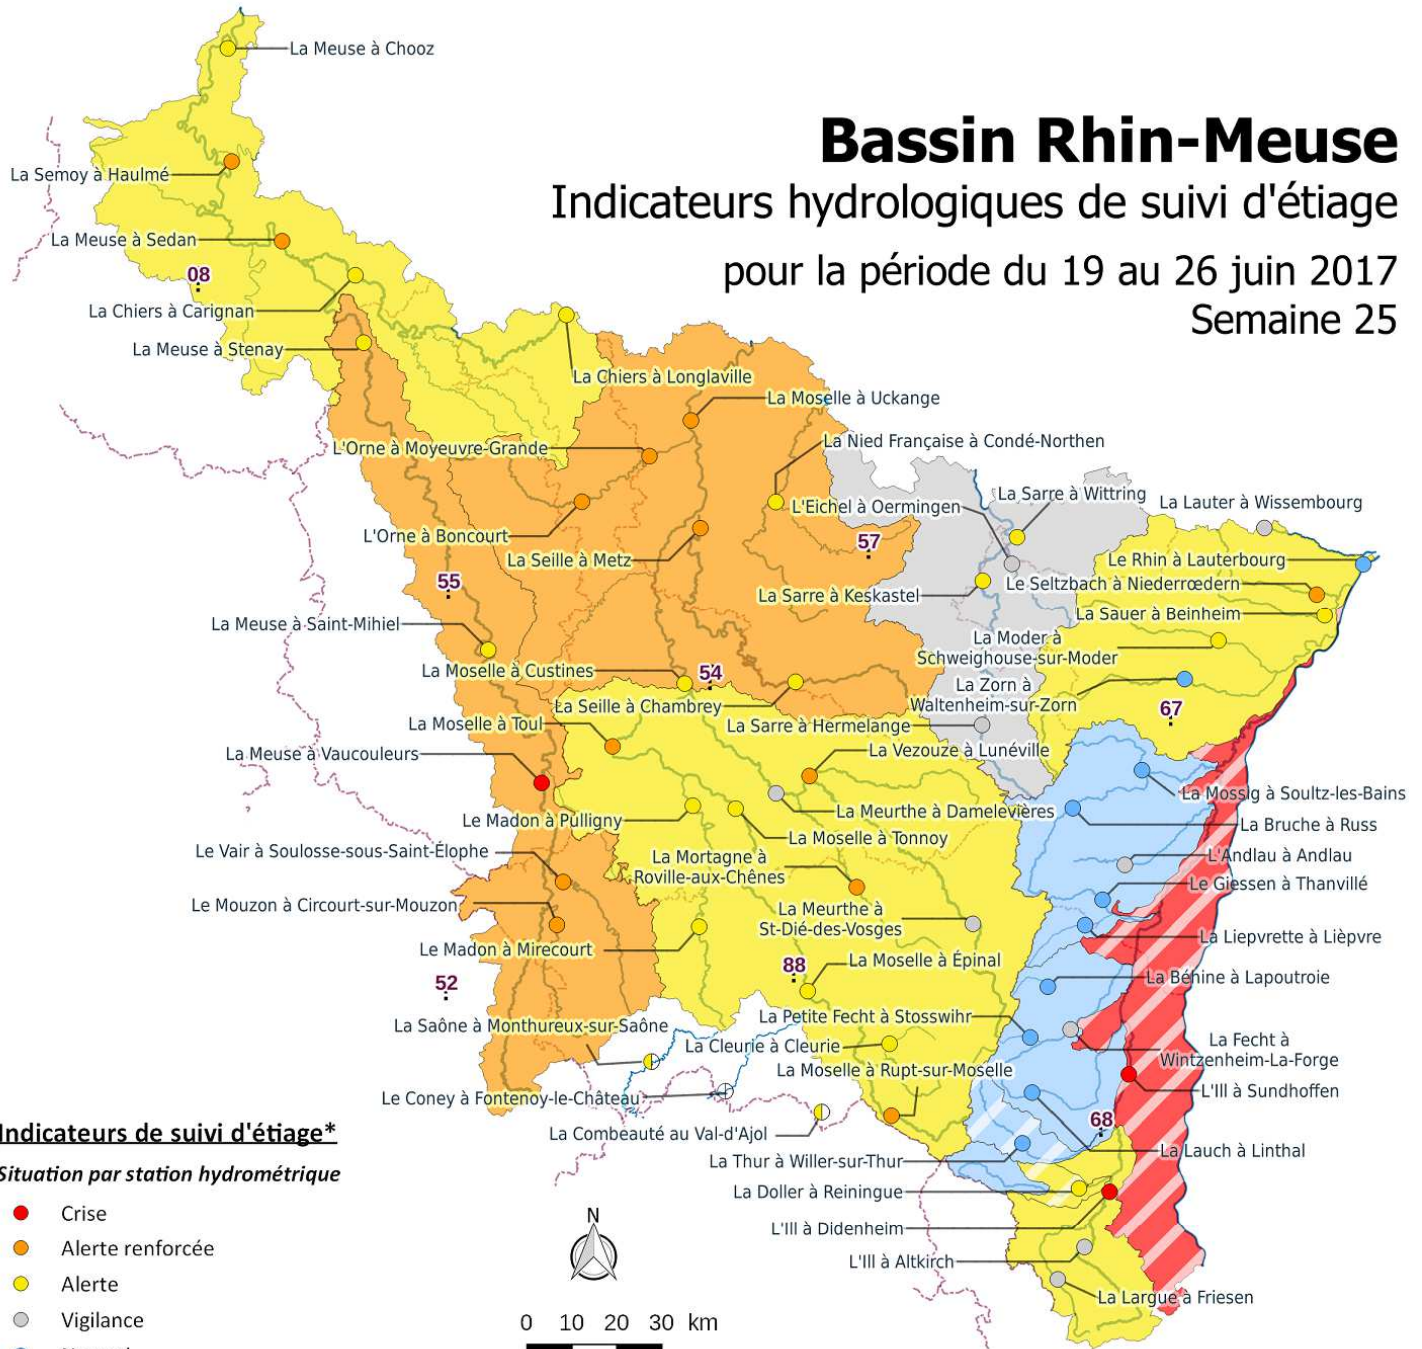 La Meuse à Chooz
Bassin Rhin-Meuse
Indicateurs hydrologiques de suivi d'étiage
pour la période du 19 au 26 juin 2017
Semaine 25
La Semoy à Haulmé
La Meuse à Sedan
08
La Chiers à Carignan
La Meuse à Stenay
La Chiers à Longlaville
La Moselle à Uckange
L'Orne à Moyeuvre-Grande
La Nied Française à Condé-Northen
L'Eichel à Oermingen
La Sarre à Wittring
La Lauter à Wissembourg
L'Orne à Boncourt
57
La Seille à Metz
Le Rhin à Lauterbourg
55
Le Seltzbach à Niederrœdern
La Sarre à Keskastel
La Sauer à Beinheim
La Meuse à Saint-Mihiel
La Moder à
Schweighouse-sur-Moder
La Moselle à Custines
54
La Zorn à
Waltenheim-sur-Zorn
La Seille à Chambrey
67
La Moselle à Toul
La Sarre à Hermelange
La Meuse à Vaucouleurs
La Vezouze à Lunéville
La Mossig à Soultz-les-Bains
La Meurthe à Damelevières
Le Madon à Pulligny
La Bruche à Russ
La Moselle à Tonnoy
Le Vair à Soulosse-sous-Saint-Élophe
La Mortagne à
Roville-aux-Chênes
L'Andlau à Andlau
Le Giessen à Thanvillé
Le Mouzon à Circourt-sur-Mouzon
La Meurthe à
St-Dié-des-Vosges
La Liepvrette à Lièpvre
Le Madon à Mirecourt
88
La Moselle à Épinal
52
La Béhine à Lapoutroie
La Saône à Monthureux-sur-Saône
La Petite Fecht à Stosswihr
La Cleurie à Cleurie
La Fecht à
Wintzenheim-La-Forge
La Moselle à Rupt-sur-Moselle
L'Ill à Sundhoffen
Le Coney à Fontenoy-le-Château
68
La Combeauté au Val-d'Ajol
La Lauch à Linthal
La Thur à Willer-sur-Thur
La Doller à Reiningue
L'Ill à Didenheim
L'Ill à Altkirch
La Largue à Friesen
Indicateurs de suivi d'étiage*
Situation par station hydrométrique
Crise
Alerte renforcée
Alerte
Vigilance
N
0 10 20 30 km